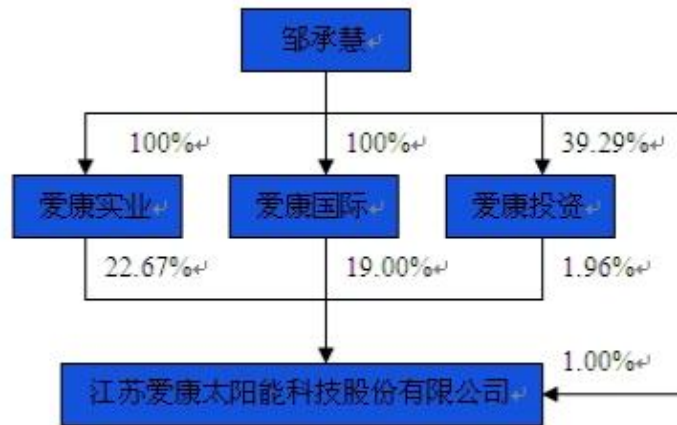 邹承慧
100% 100% 39.29%
爱康实业 爱康国际 爱康投资
22.67% 19.00% 1.96%
1.00%
江苏爱康太阳能科技股份有限公司